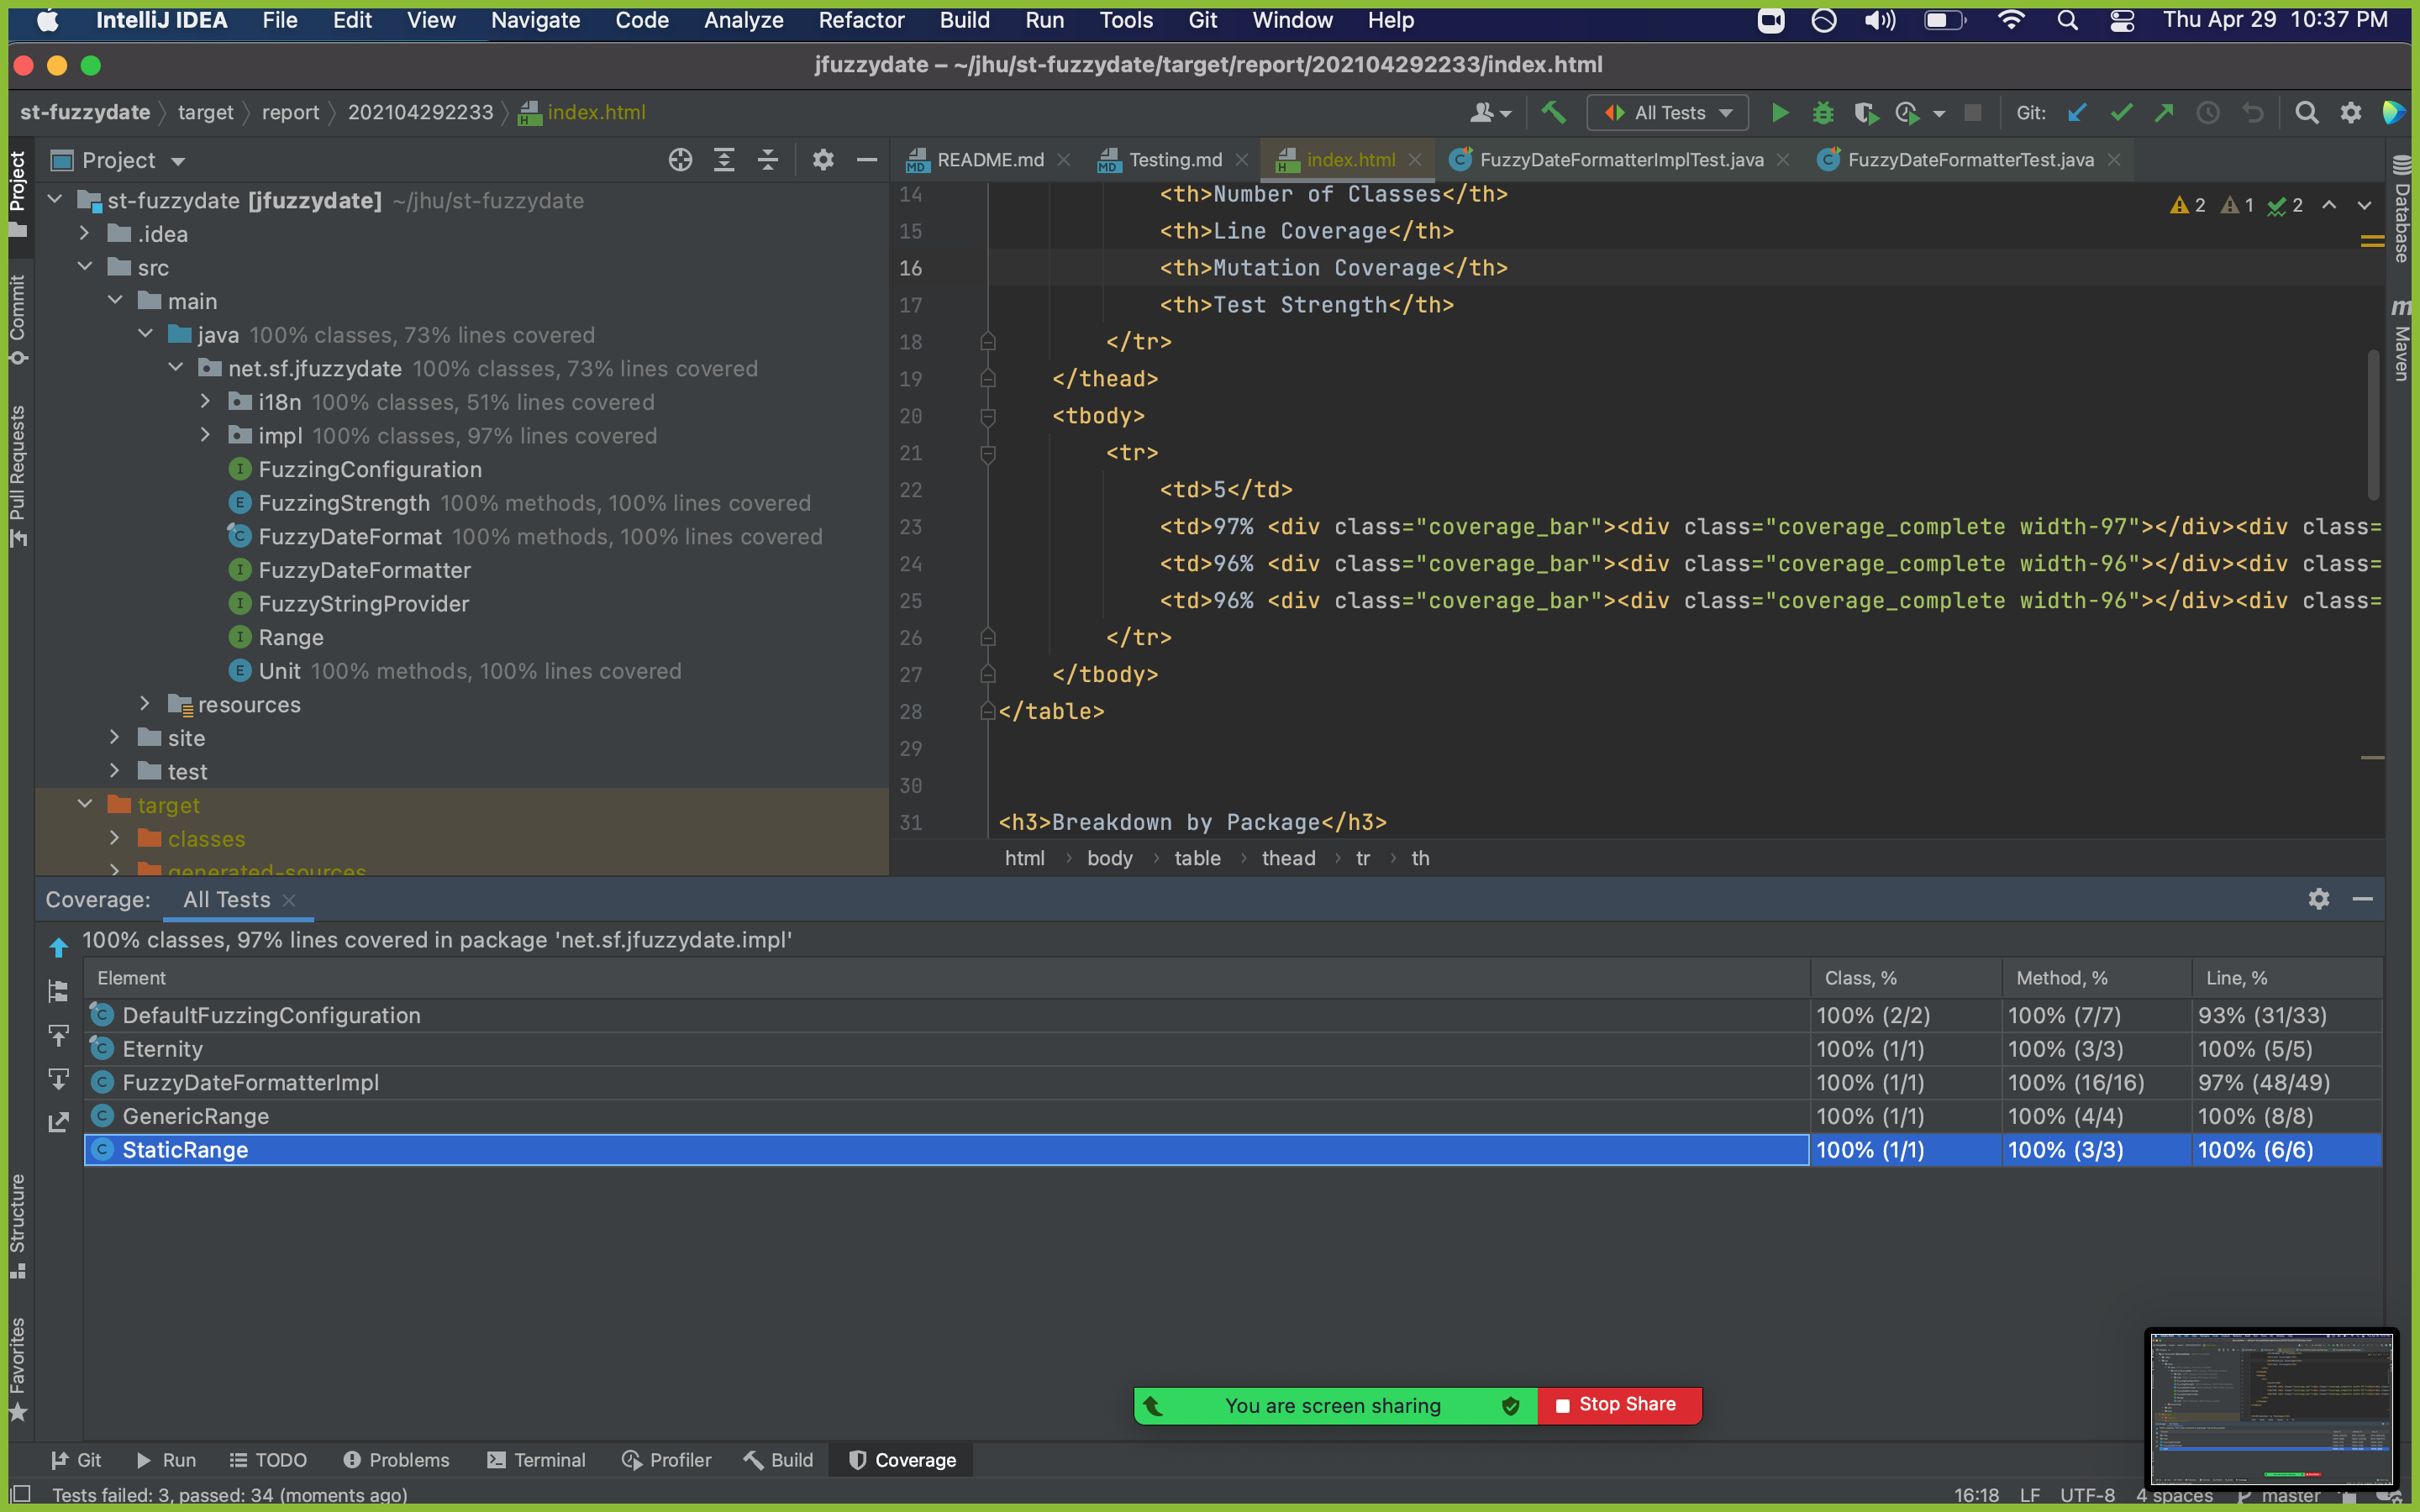 IntelliJ IDEA File Edit View Navigate Code Analyze Refactor Build Run Tools Git Window Help Thu Apr 29 10:37 PM
jfuzzydate – ~/jhu/st-fuzzydate/target/report/202104292233/index.html
st-fuzzydate target report 202104292233 index.html All Tests Git:
Project
README.md Testing.md index.html FuzzyDateFormatterImplTest.java FuzzyDateFormatterTest.java
Project
Commit
Pull Requests
Structure
Favorites
st-fuzzydate [jfuzzydate] ~/jhu/st-fuzzydate
.idea
src
main
java 100% classes, 73% lines covered
net.sf.jfuzzydate 100% classes, 73% lines covered
i18n 100% classes, 51% lines covered
impl 100% classes, 97% lines covered
FuzzingConfiguration
FuzzingStrength 100% methods, 100% lines covered
FuzzyDateFormat 100% methods, 100% lines covered
FuzzyDateFormatter
FuzzyStringProvider
Range
Unit 100% methods, 100% lines covered
resources
site
test
target
classes
generated-sources
14 <th>Number of Classes</th>
15 <th>Line Coverage</th>
16 <th>Mutation Coverage</th>
17 <th>Test Strength</th>
18 </tr>
19 </thead>
20 <tbody>
21 <tr>
22 <td>5</td>
23 <td>97% <div class="coverage_bar"><div class="coverage_complete width-97"></div><div class=
24 <td>96% <div class="coverage_bar"><div class="coverage_complete width-96"></div><div class=
25 <td>96% <div class="coverage_bar"><div class="coverage_complete width-96"></div><div class=
26 </tr>
27 </tbody>
28 </table>
29
30
31 <h3>Breakdown by Package</h3>
2 1 2
html body table thead tr th
Database
Maven
Coverage: All Tests
100% classes, 97% lines covered in package 'net.sf.jfuzzydate.impl'
Element Class, % Method, % Line, %
DefaultFuzzingConfiguration 100% (2/2) 100% (7/7) 93% (31/33)
Eternity 100% (1/1) 100% (3/3) 100% (5/5)
FuzzyDateFormatterImpl 100% (1/1) 100% (16/16) 97% (48/49)
GenericRange 100% (1/1) 100% (4/4) 100% (8/8)
StaticRange 100% (1/1) 100% (3/3) 100% (6/6)
You are screen sharing Stop Share
Git Run TODO Problems Terminal Profiler Build Coverage
Tests failed: 3, passed: 34 (moments ago) 16:18 LF UTF-8 4 spaces master